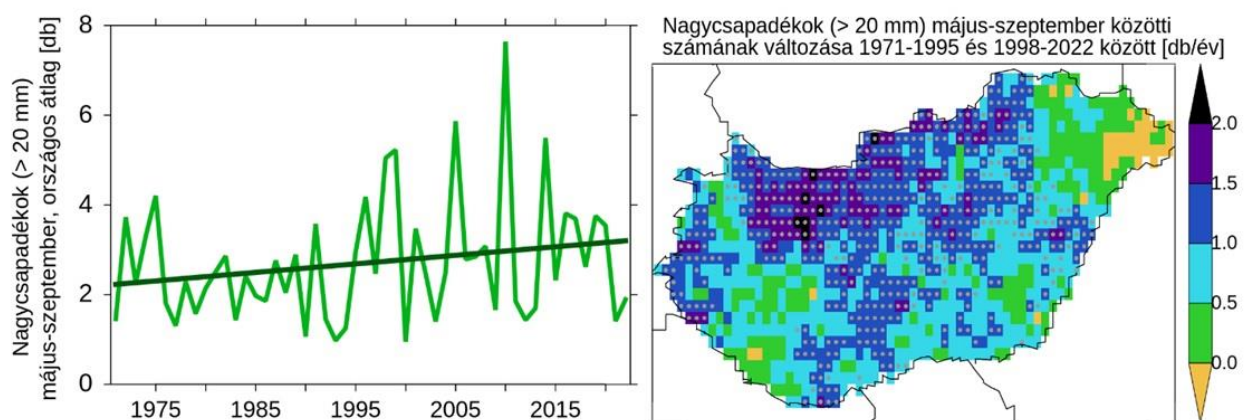 Nagycsapadékok (> 20 mm)
május-szeptember, országos átlag [db]
8
6
4
2
0
1975 1985 1995 2005 2015
Nagycsapadékok (> 20 mm) május-szeptember közötti
számának változása 1971-1995 és 1998-2022 között [db/év]
2.0
1.5
1.0
0.5
0.0